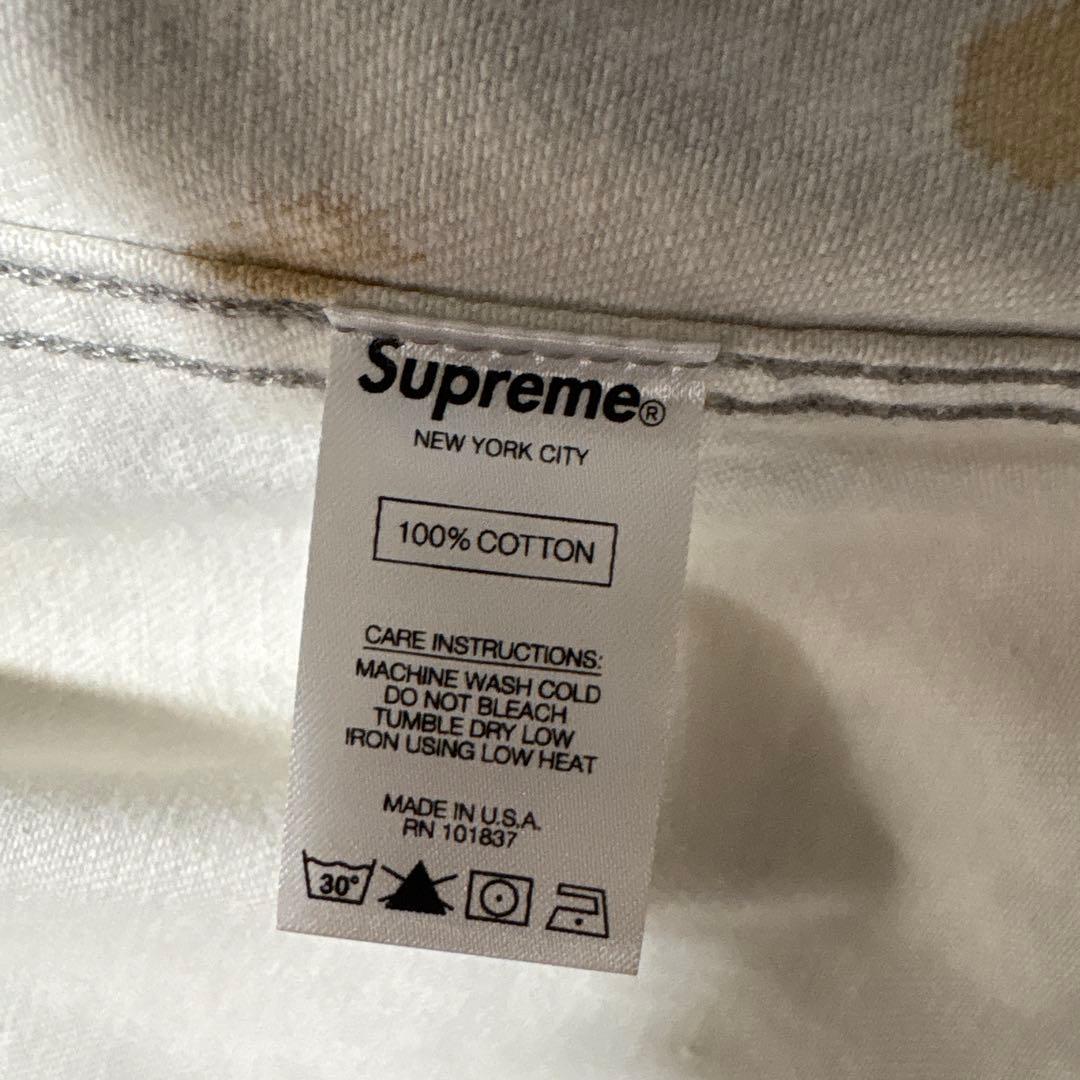 Supreme®
NEW YORK CITY
100% COTTON
CARE INSTRUCTIONS:
MACHINE WASH COLD
DO NOT BLEACH
TUMBLE DRY LOW
IRON USING LOW HEAT
MADE IN U.S.A.
RN 101837
30°